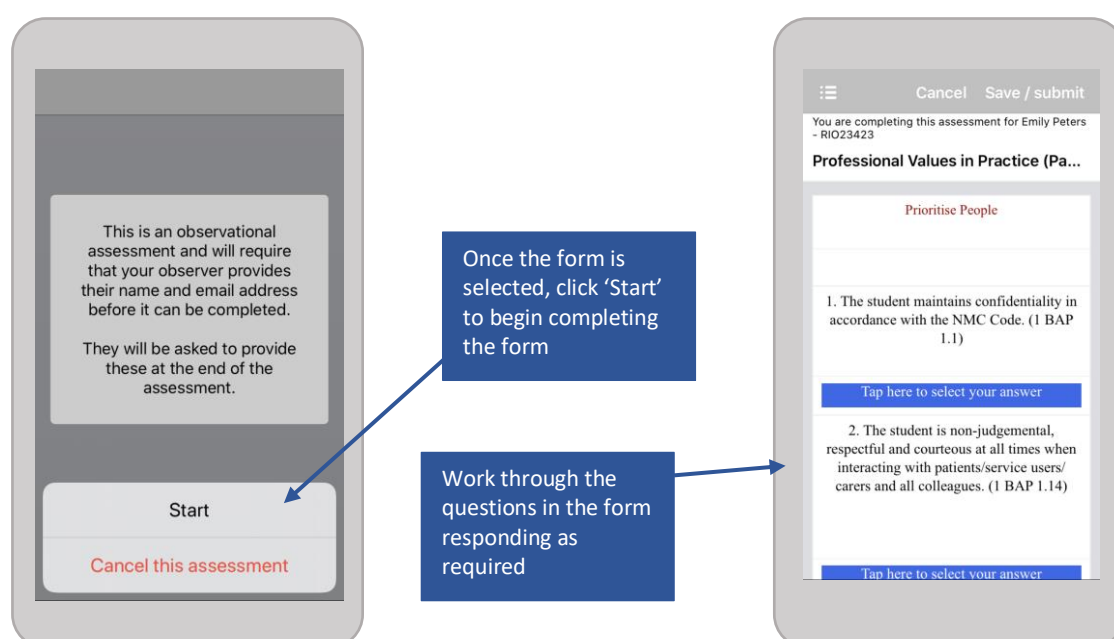 This is an observational
assessment and will require
that your observer provides
their name and email address
before it can be completed.
They will be asked to provide
these at the end of the
assessment.
Start
Cancel this assessment
Once the form is
selected, click ‘Start’
to begin completing
the form
Work through the
questions in the form
responding as
required
Cancel Save / submit
You are completing this assessment for Emily Peters
- RIO23423
Professional Values in Practice (Pa...
Prioritise People
1. The student maintains confidentiality in
accordance with the NMC Code. (1 BAP
1.1)
Tap here to select your answer
2. The student is non-judgemental,
respectful and courteous at all times when
interacting with patients/service users/
carers and all colleagues. (1 BAP 1.14)
Tap here to select your answer